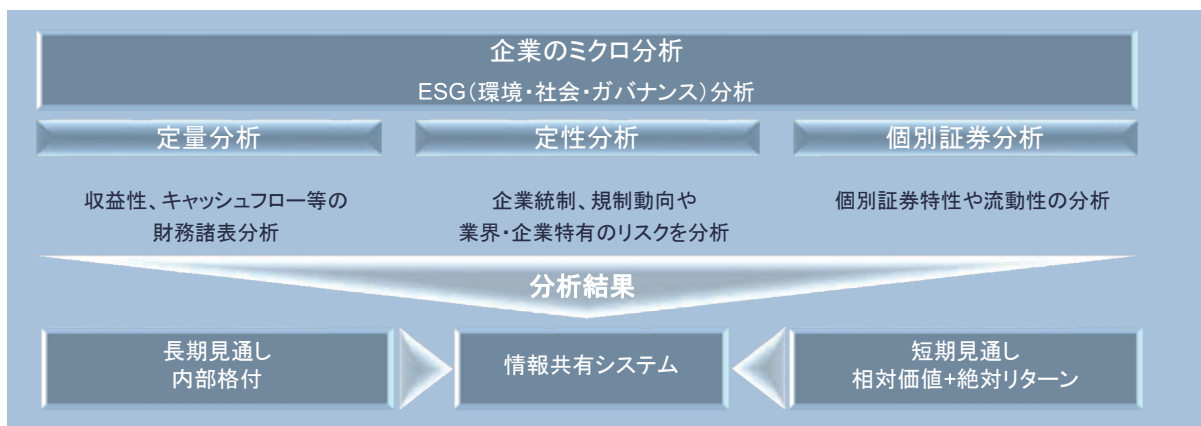 企業のミクロ分析
ESG(環境・社会・ガバナンス)分析
定量分析
定性分析
個別証券分析
収益性、キャッシュフロー等の
財務諸表分析
企業統制、規制動向や
業界・企業特有のリスクを分析
個別証券特性や流動性の分析
分析結果
長期見通し
内部格付
情報共有システム
短期見通し
相対価値+絶対リターン